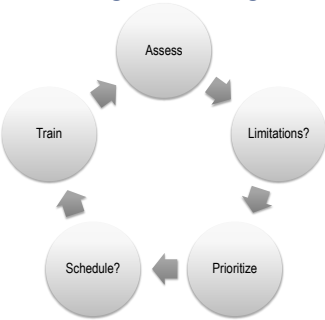 Assess
Limitations?
Prioritize
Schedule?
Train